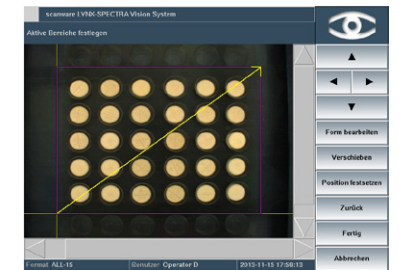 scanware LYNX-SPECTRA Vision System
Aktive Bereiche festlegen
Form bearbeiten
Verschieben
Position festsetzen
Zurück
Fertig
Abbrechen
Format ALL-15
Benutzer Operator D
2013-11-15 17:50:13